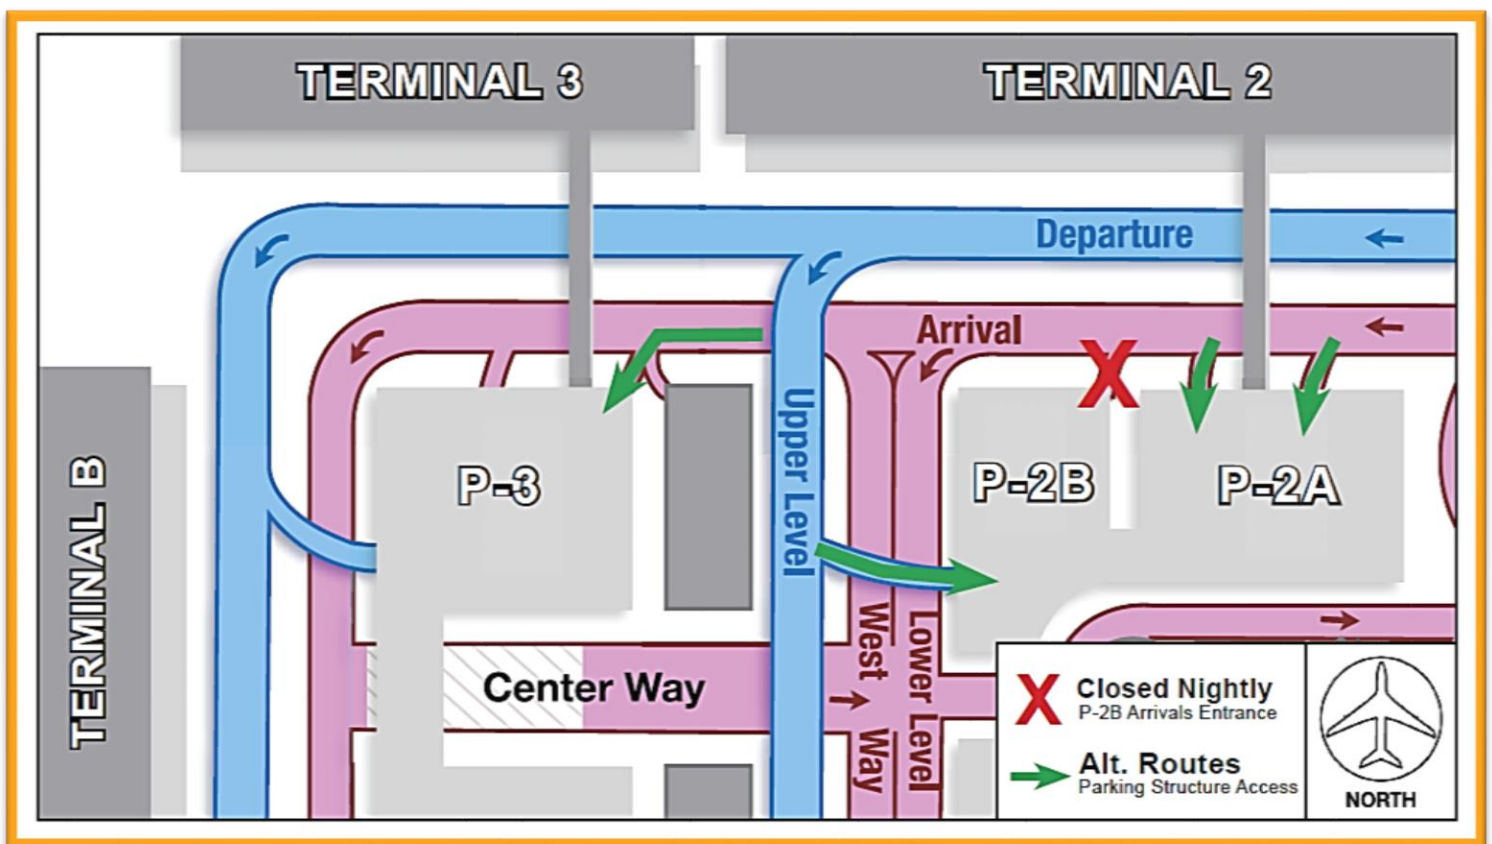 TERMINAL 3
TERMINAL 2
Departure
Arrival
Upper Level
P-3
P-2B
P-2A
TERMINAL B
Center Way
West Way
Lower Level
X Closed Nightly
P-2B Arrivals Entrance
Alt. Routes
Parking Structure Access
NORTH